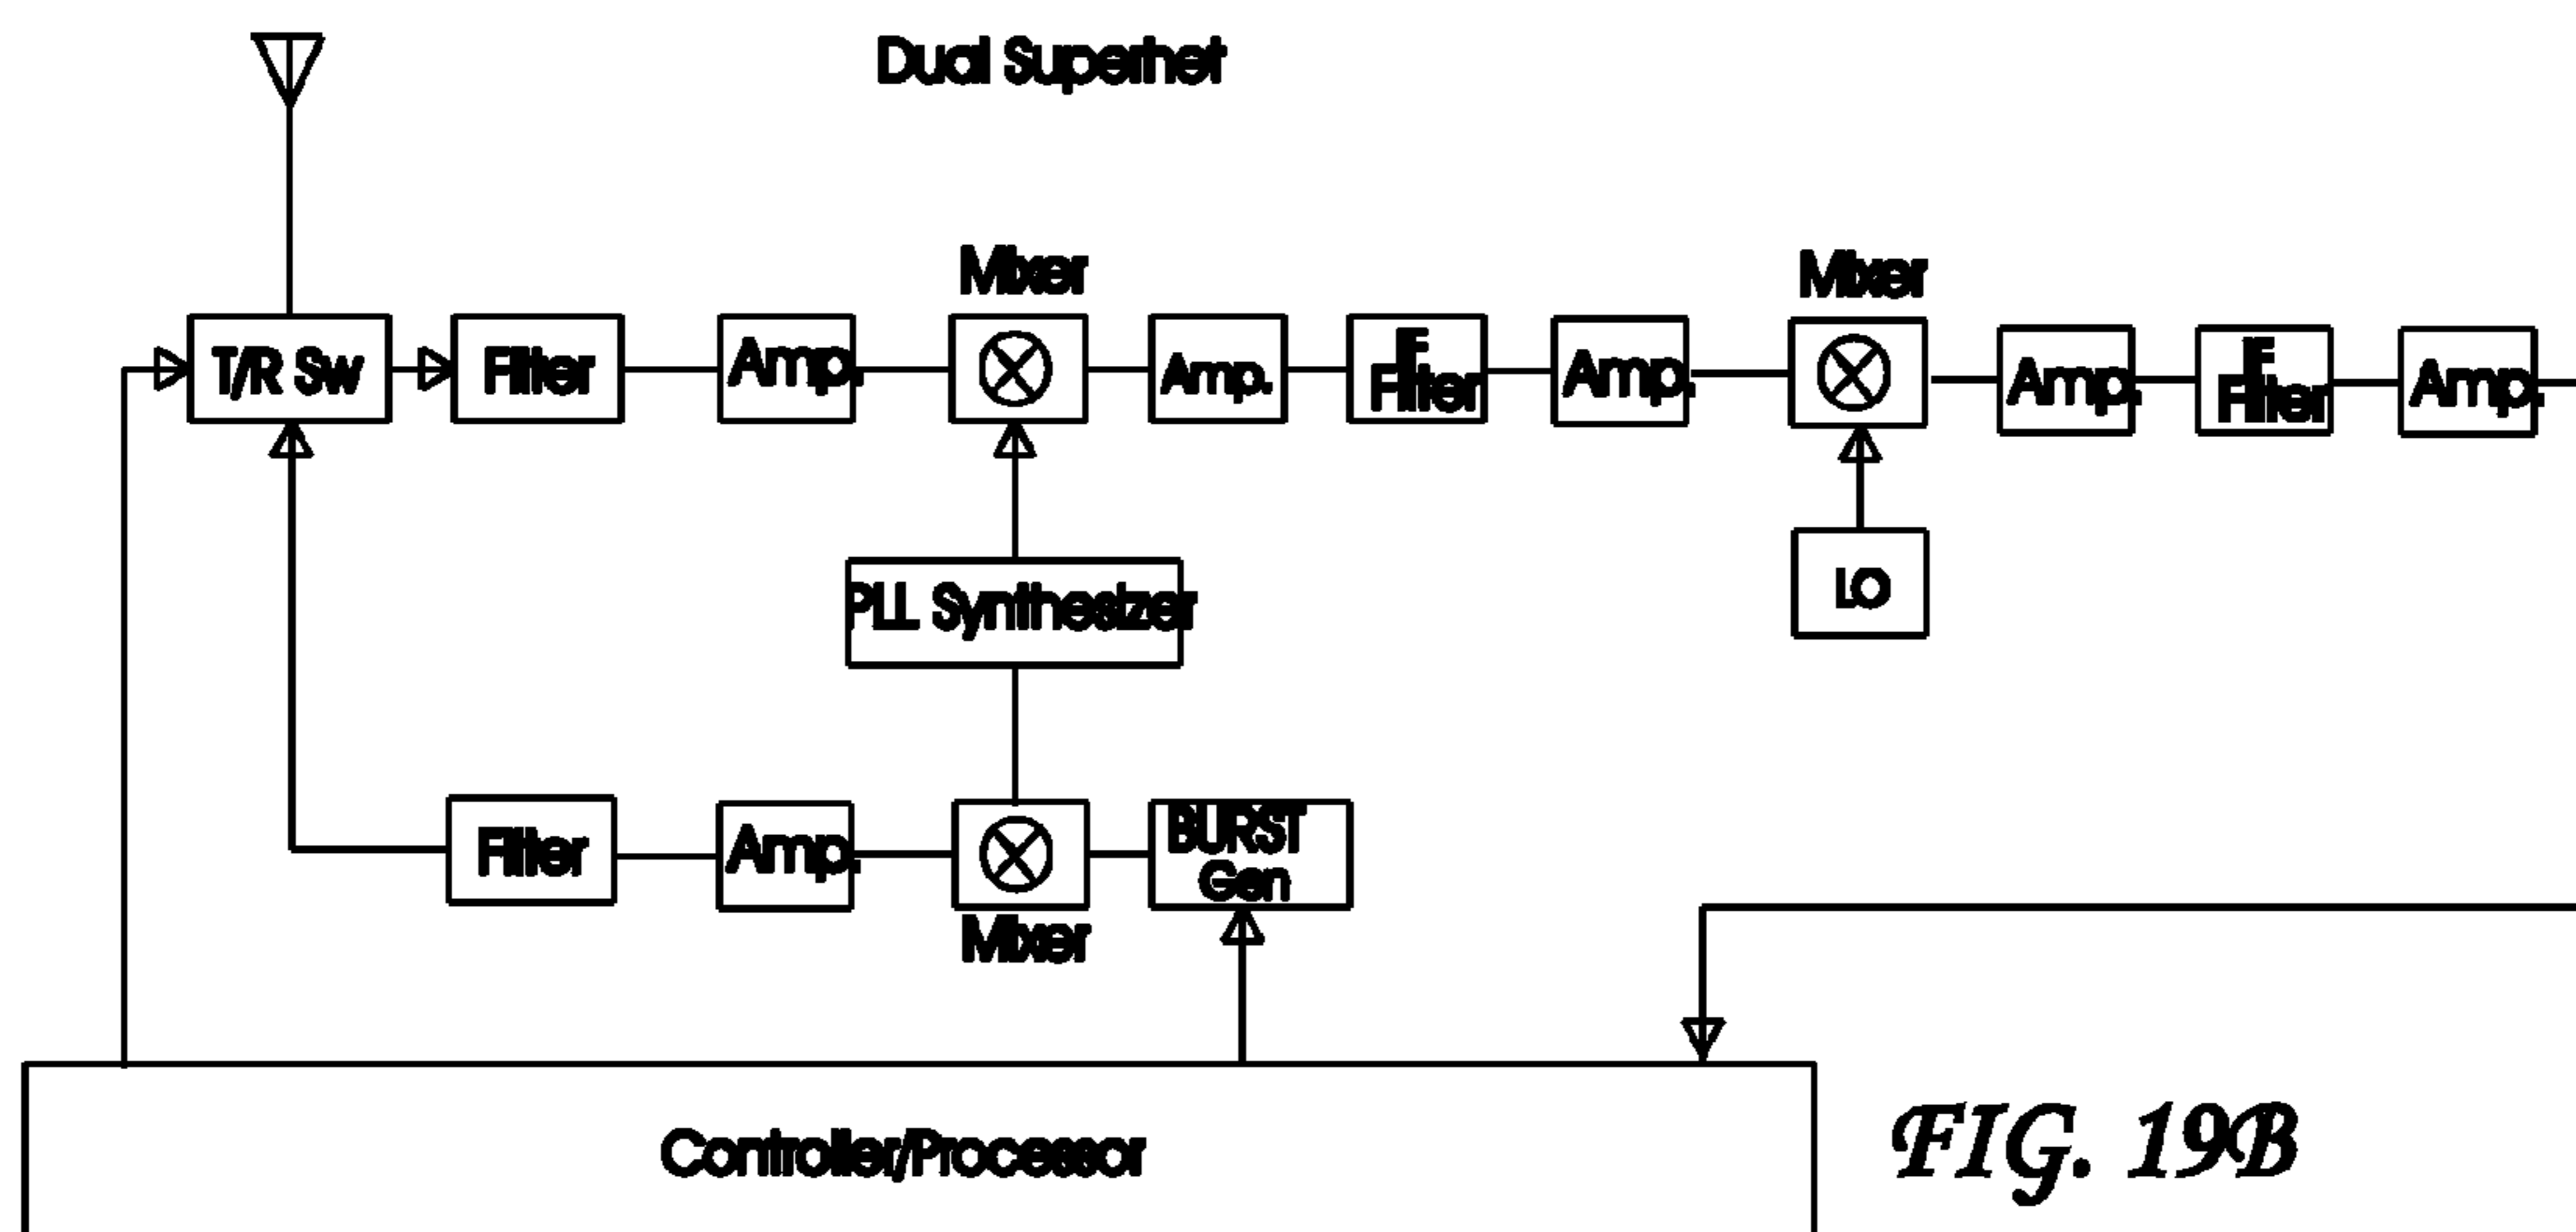 Dual Superhet
Mixer
Mixer
T/R Sw
Filter
Amp.
Amp.
IF
Filter
Amp.
Amp.
IF
Filter
Amp.
PLL Synthesizer
LO
Filter
Amp.
BURST
Gen
Mixer
Controller/Processor
FIG. 19B